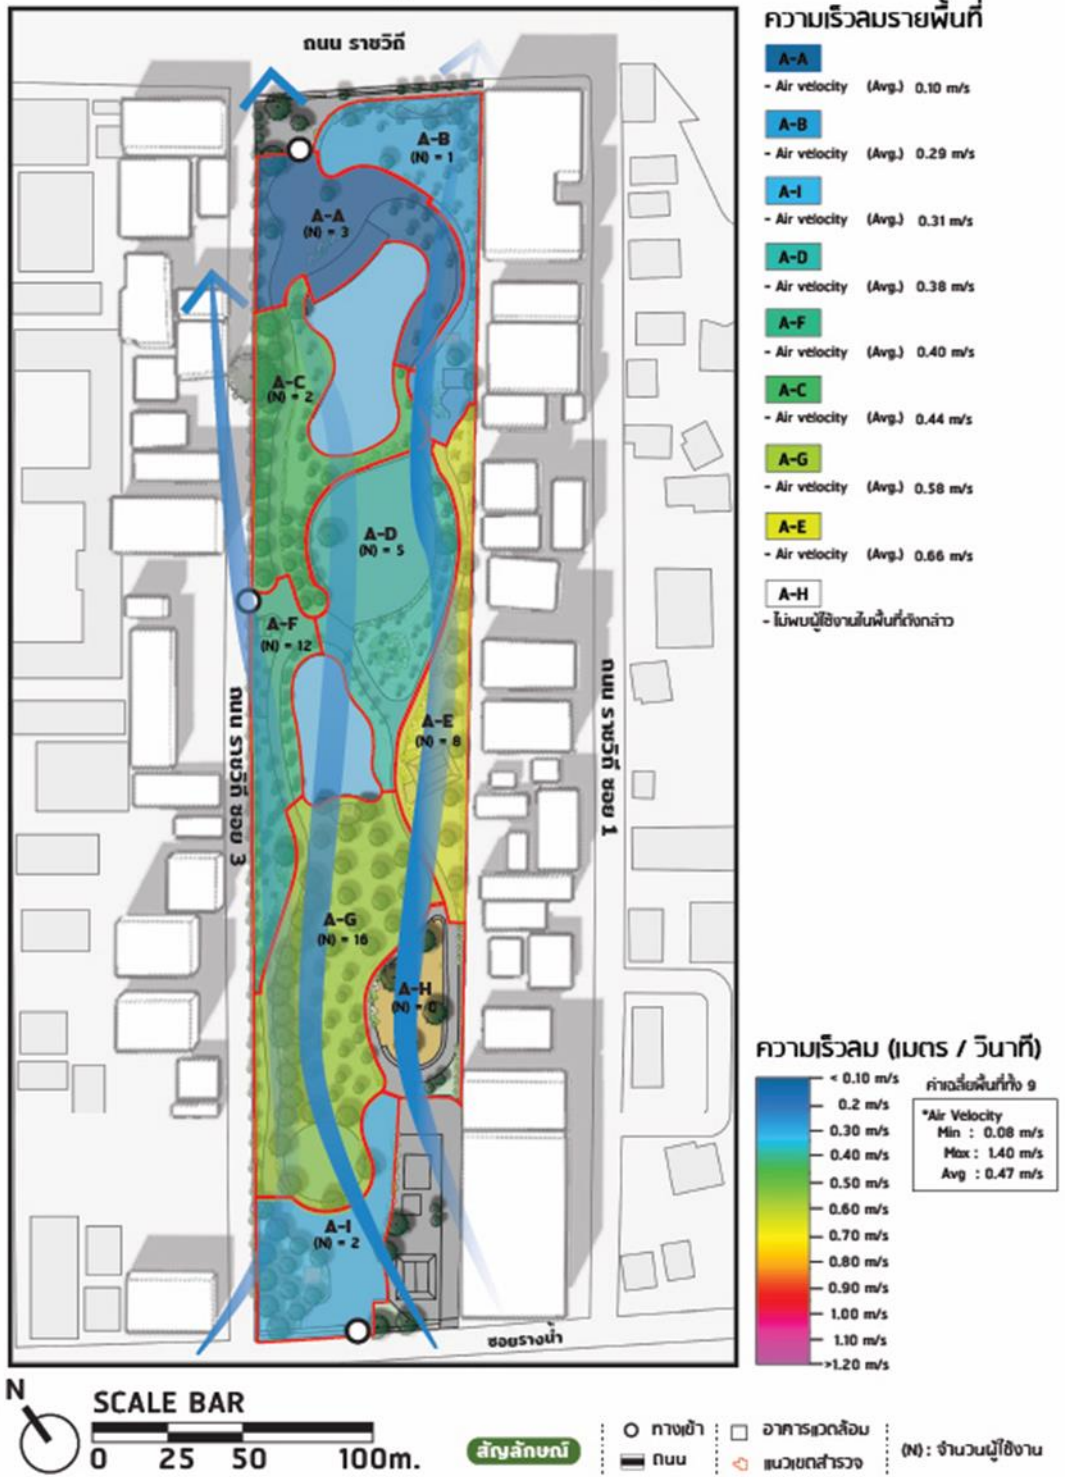 ถนน ราชวิถี
A-B
(N) = 1
A-A
(N) = 3
A-C
(N) = 2
A-D
(N) = 5
A-F
(N) = 12
A-E
(N) = 8
ถนน ราชวิถี ซอย 3
ถนน ราชวิถี ซอย 1
A-G
(N) = 16
A-H
(N) = 0
A-I
(N) = 2
ซอยรางน้ำ
ความเร็วลมรายพื้นที่
A-A
- Air velocity (Avg.) 0.10 m/s
A-B
- Air velocity (Avg.) 0.29 m/s
A-I
- Air velocity (Avg.) 0.31 m/s
A-D
- Air velocity (Avg.) 0.38 m/s
A-F
- Air velocity (Avg.) 0.40 m/s
A-C
- Air velocity (Avg.) 0.44 m/s
A-G
- Air velocity (Avg.) 0.58 m/s
A-E
- Air velocity (Avg.) 0.66 m/s
A-H
- ไม่พบผู้ใช้งานในพื้นที่ดังกล่าว
ความเร็วลม (เมตร / วินาที)
< 0.10 m/s
0.2 m/s
0.30 m/s
0.40 m/s
0.50 m/s
0.60 m/s
0.70 m/s
0.80 m/s
0.90 m/s
1.00 m/s
1.10 m/s
>1.20 m/s
ค่าเฉลี่ยพื้นที่ทั้ง 9
*Air Velocity
Min : 0.08 m/s
Max : 1.40 m/s
Avg : 0.47 m/s
N
SCALE BAR
0 25 50 100m.
สัญลักษณ์
ทางเข้า
ถนน
อาคารแวดล้อม
แนวเขตสำรวจ
(N) : จำนวนผู้ใช้งาน